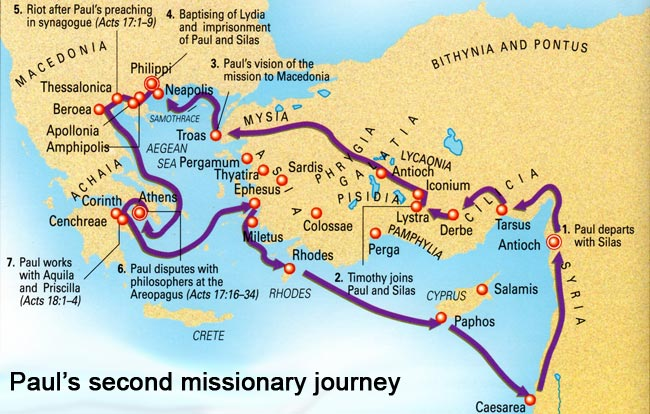 5. Riot after Paul's preaching
in synagogue (Acts 17:1–9)
4. Baptising of Lydia
and imprisonment
of Paul and Silas
3. Paul's vision of the
mission to Macedonia
BITHYNIA AND PONTUS
MACEDONIA
Philippi
Thessalonica
Neapolis
Beroea
SAMOTHRACE
MYSIA
Apollonia
Amphipolis
Troas
AEGEAN
SEA
Pergamum
Thyatira
Sardis
ASIA
PHRYGIA
GALATIA
LYCAONIA
Antioch
Iconium
CILICIA
ACHAIA
Ephesus
PISIDIA
Corinth
Athens
Lystra
Derbe
Tarsus
Cenchreae
Miletus
Colossae
PAMPHYLIA
Perga
Antioch
1. Paul departs
with Silas
7. Paul works
with Aquila
and Priscilla
(Acts 18:1–4)
6. Paul disputes with
philosophers at the
Areopagus (Acts 17:16–34)
Rhodes
RHODES
2. Timothy joins
Paul and Silas
SYRIA
CYPRUS
Salamis
Paphos
CRETE
Paul's second missionary journey
Caesarea